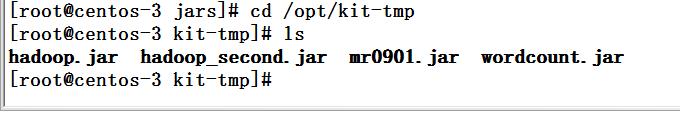 [root@centos-3 jars]# cd /opt/kit-tmp
[root@centos-3 kit-tmp]# ls
hadoop.jar  hadoop_second.jar  mr0901.jar  wordcount.jar
[root@centos-3 kit-tmp]#